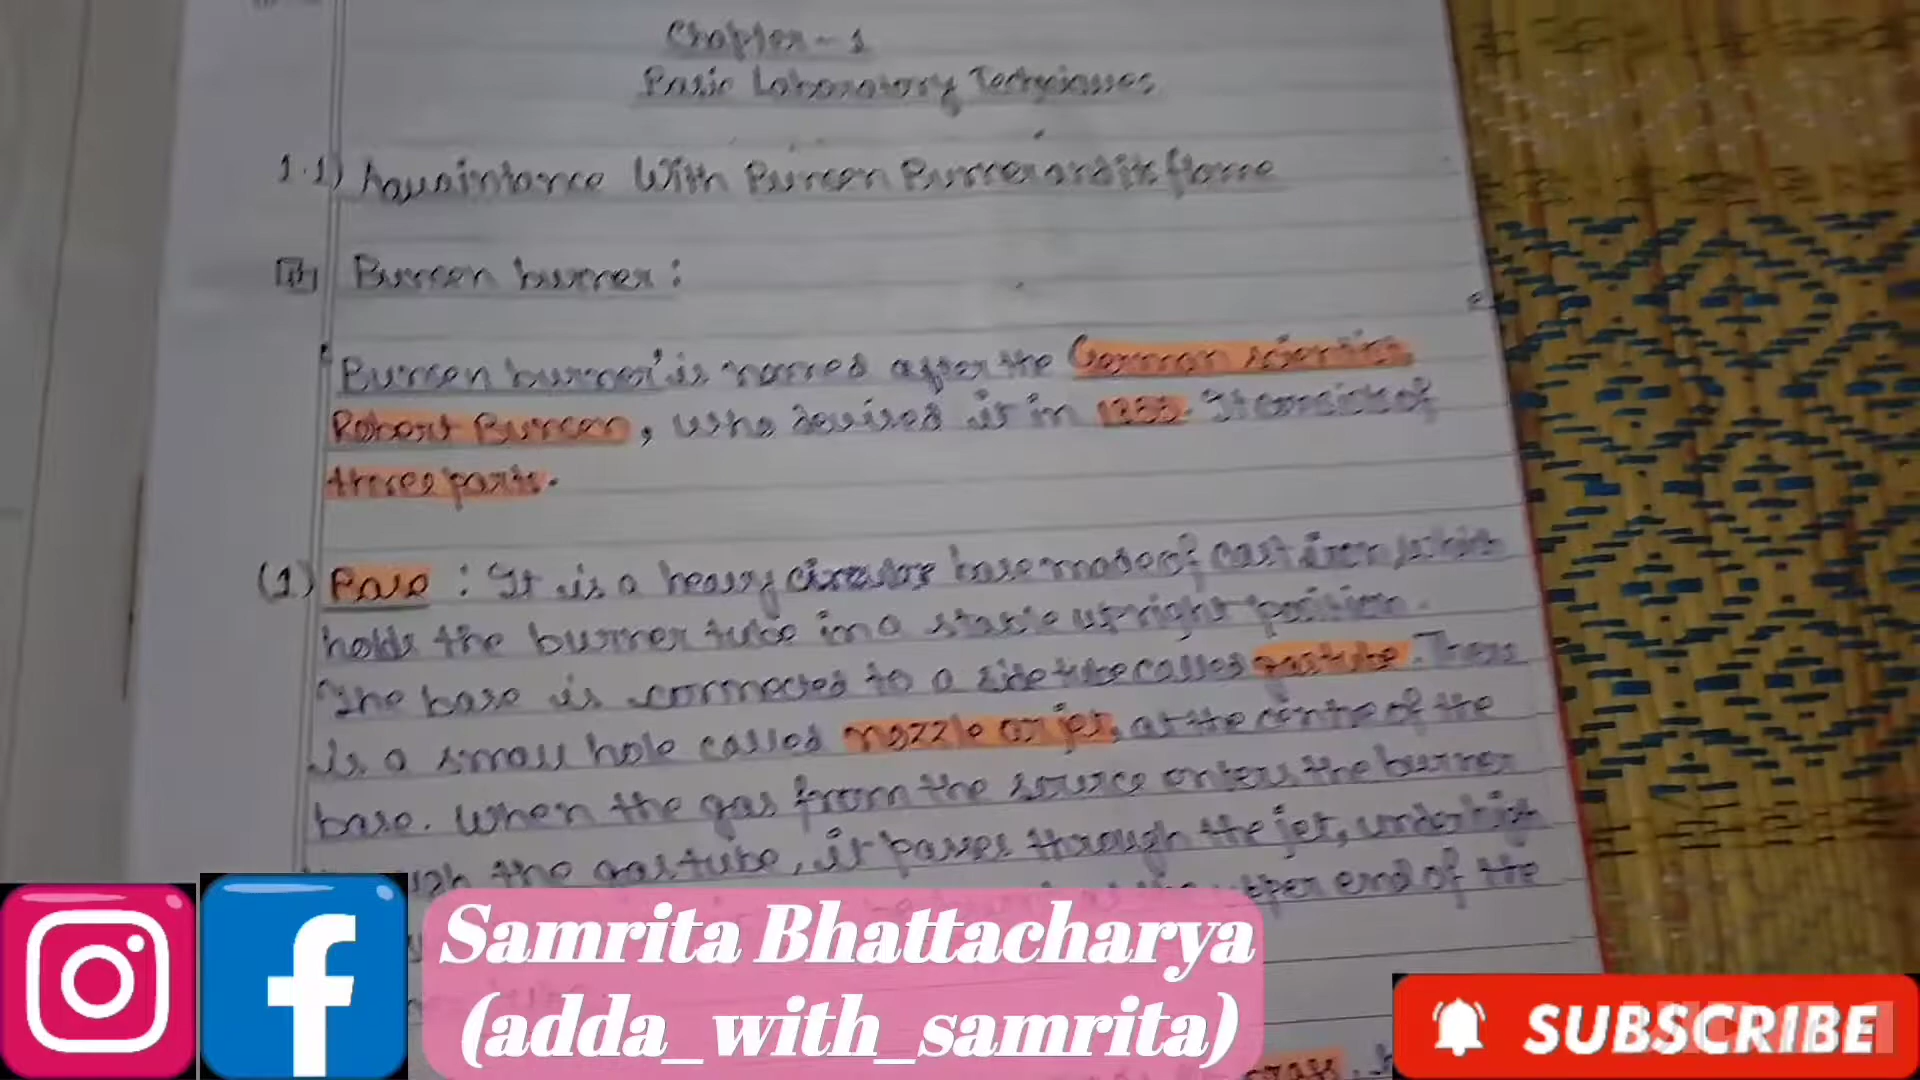 Chapter - 1
Basic Laboratory Techniques
1.1) Aquaintance With Bunsen Burner and its flame
Bunsen burner :
'Bunsen burner' is named after the German scientist
Robert Bunsen, who devised it in 1855. It consists of
three parts.
(1) Base : It is a heavy circular base made of cast iron which
holds the burner tube in a stable upright position.
The base is connected to a side tube called gas tube. There
is a small hole called nozzle or jet, at the centre of the
base. When the gas from the source enters the burner
the gas tube, it passes through the jet, under high
upper end of the
Samrita Bhattacharya
(adda_with_samrita)
SUBSCRIBE